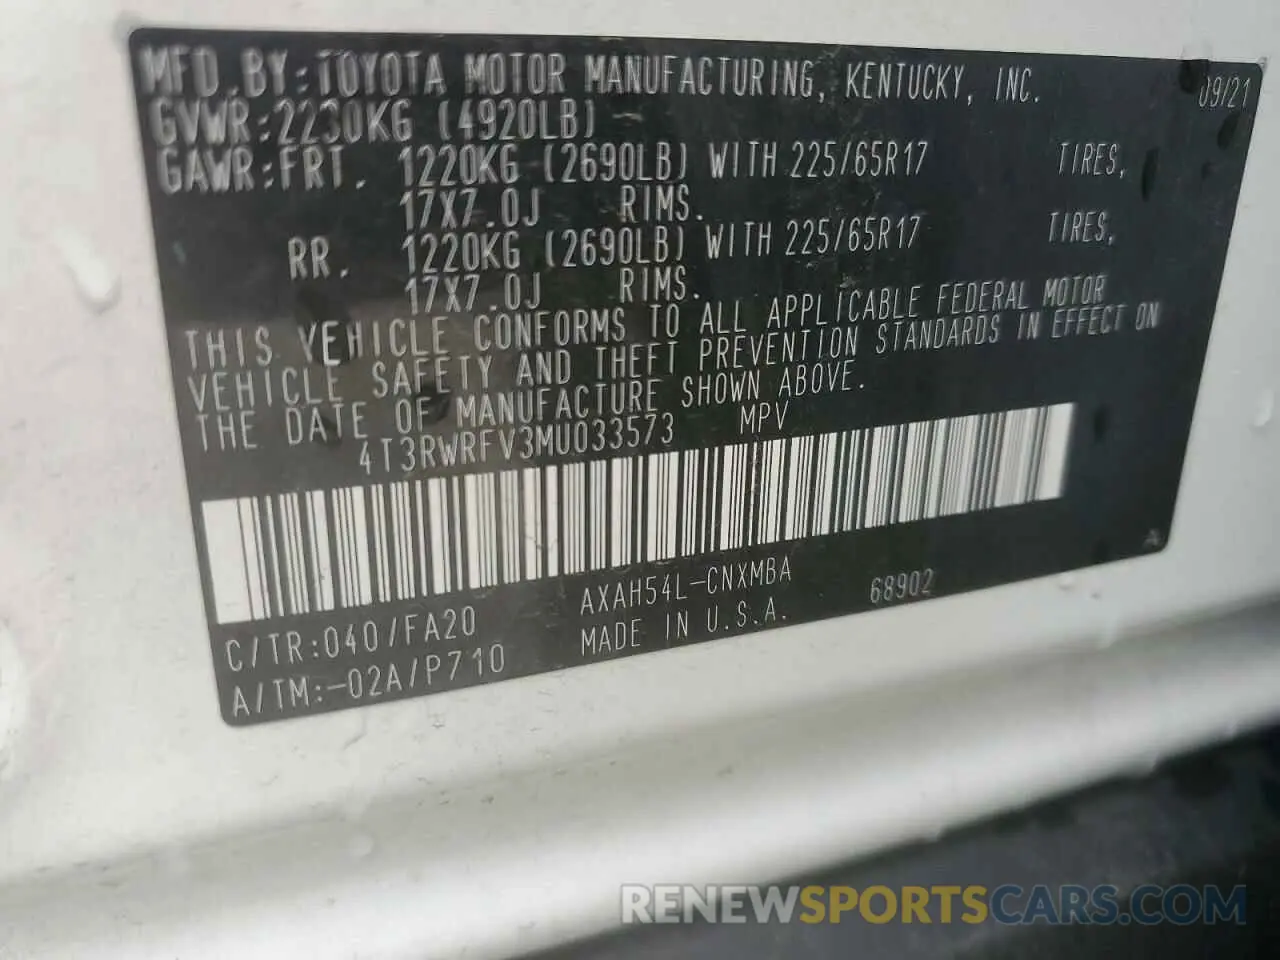 MFD.BY:TOYOTA MOTOR MANUFACTURING, KENTUCKY, INC. 09/21
GVWR:2230KG (4920LB)
GAWR:FRT. 1220KG (2690LB) WITH 225/65R17 TIRES,
17X7.0J RIMS.
RR. 1220KG (2690LB) WITH 225/65R17 TIRES,
17X7.0J RIMS.
THIS VEHICLE CONFORMS TO ALL APPLICABLE FEDERAL MOTOR
VEHICLE SAFETY AND THEFT PREVENTION STANDARDS IN EFFECT ON
THE DATE OF MANUFACTURE SHOWN ABOVE.
4T3RWRFV3MU033573 MPV
A
C/TR:040/FA20 AXAH54L-CNXMBA 68902
A/TM:-02A/P710 MADE IN U.S.A.
RENEWSPORTSCARS.COM